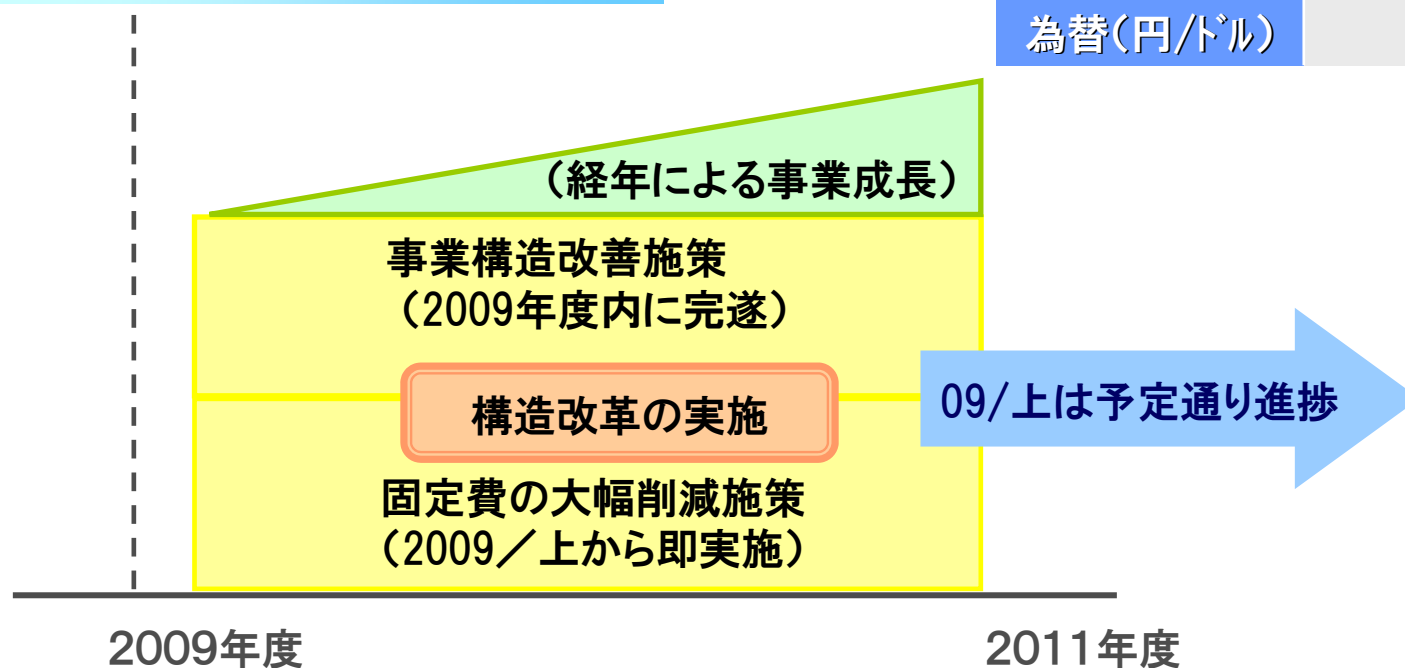 為替(円/ﾄﾞﾙ)
（経年による事業成長）
事業構造改善施策
（2009年度内に完遂）
構造改革の実施
09/上は予定通り進捗
固定費の大幅削減施策
（2009／上から即実施）
2009年度
2011年度